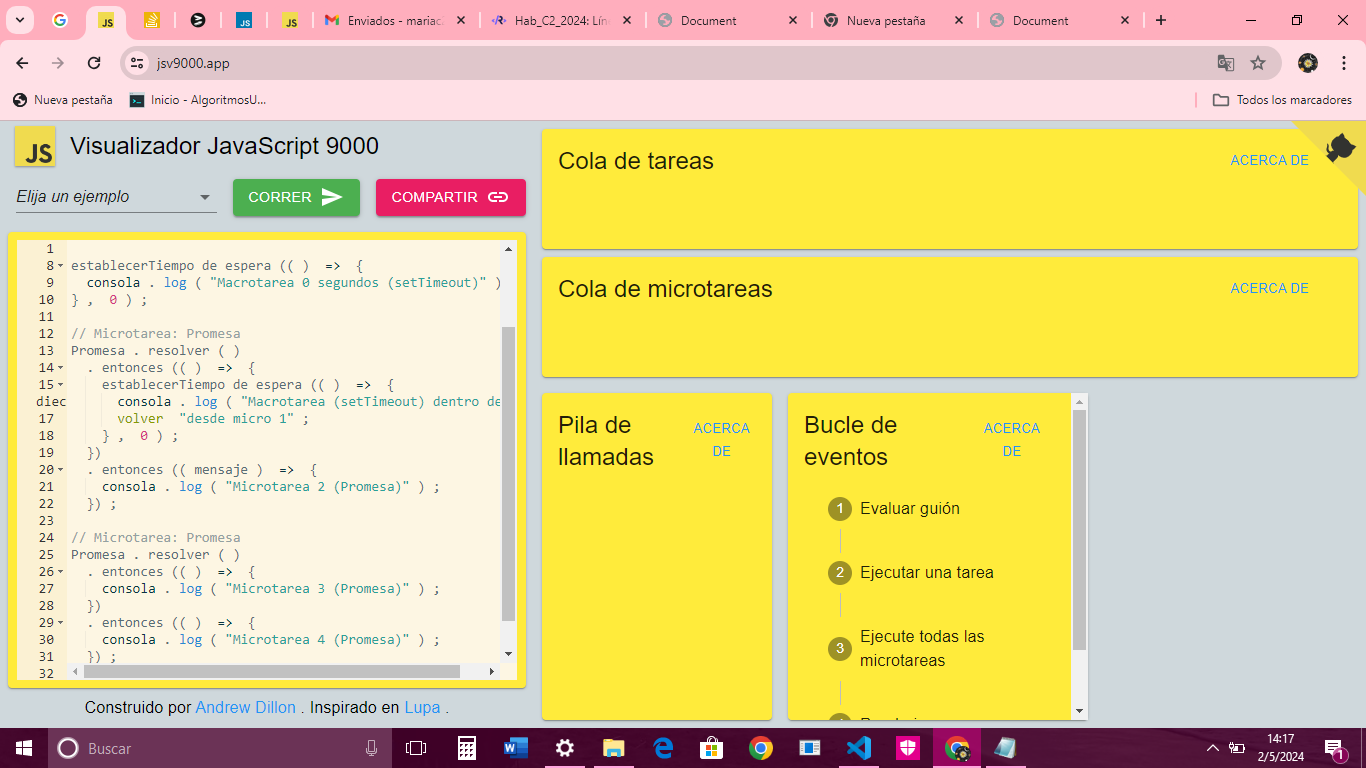 Enviados - mariac
Hab_C2_2024: Lín
Document
Nueva pestaña
Document
jsv9000.app
Nueva pestaña
Inicio - AlgoritmosU...
Todos los marcadores
JS
Visualizador JavaScript 9000
Elija un ejemplo
CORRER
COMPARTIR
1
8 establecerTiempo de espera (( ) => {
9 consola . log ( "Macrotarea 0 segundos (setTimeout)" )
10 } , 0 ) ;
11
12 // Microtarea: Promesa
13 Promesa . resolver ( )
14 . entonces (( ) => {
15 establecerTiempo de espera (( ) => {
diec consola . log ( "Macrotarea (setTimeout) dentro de
17 volver "desde micro 1" ;
18 } , 0 ) ;
19 })
20 . entonces (( mensaje ) => {
21 consola . log ( "Microtarea 2 (Promesa)" ) ;
22 }) ;
23
24 // Microtarea: Promesa
25 Promesa . resolver ( )
26 . entonces (( ) => {
27 consola . log ( "Microtarea 3 (Promesa)" ) ;
28 })
29 . entonces (( ) => {
30 consola . log ( "Microtarea 4 (Promesa)" ) ;
31 }) ;
32
Construido por Andrew Dillon . Inspirado en Lupa .
Cola de tareas
ACERCA DE
Cola de microtareas
ACERCA DE
Pila de
llamadas
ACERCA
DE
Bucle de
eventos
ACERCA
DE
1 Evaluar guión
2 Ejecutar una tarea
3 Ejecute todas las
microtareas
Buscar
14:17
2/5/2024
1